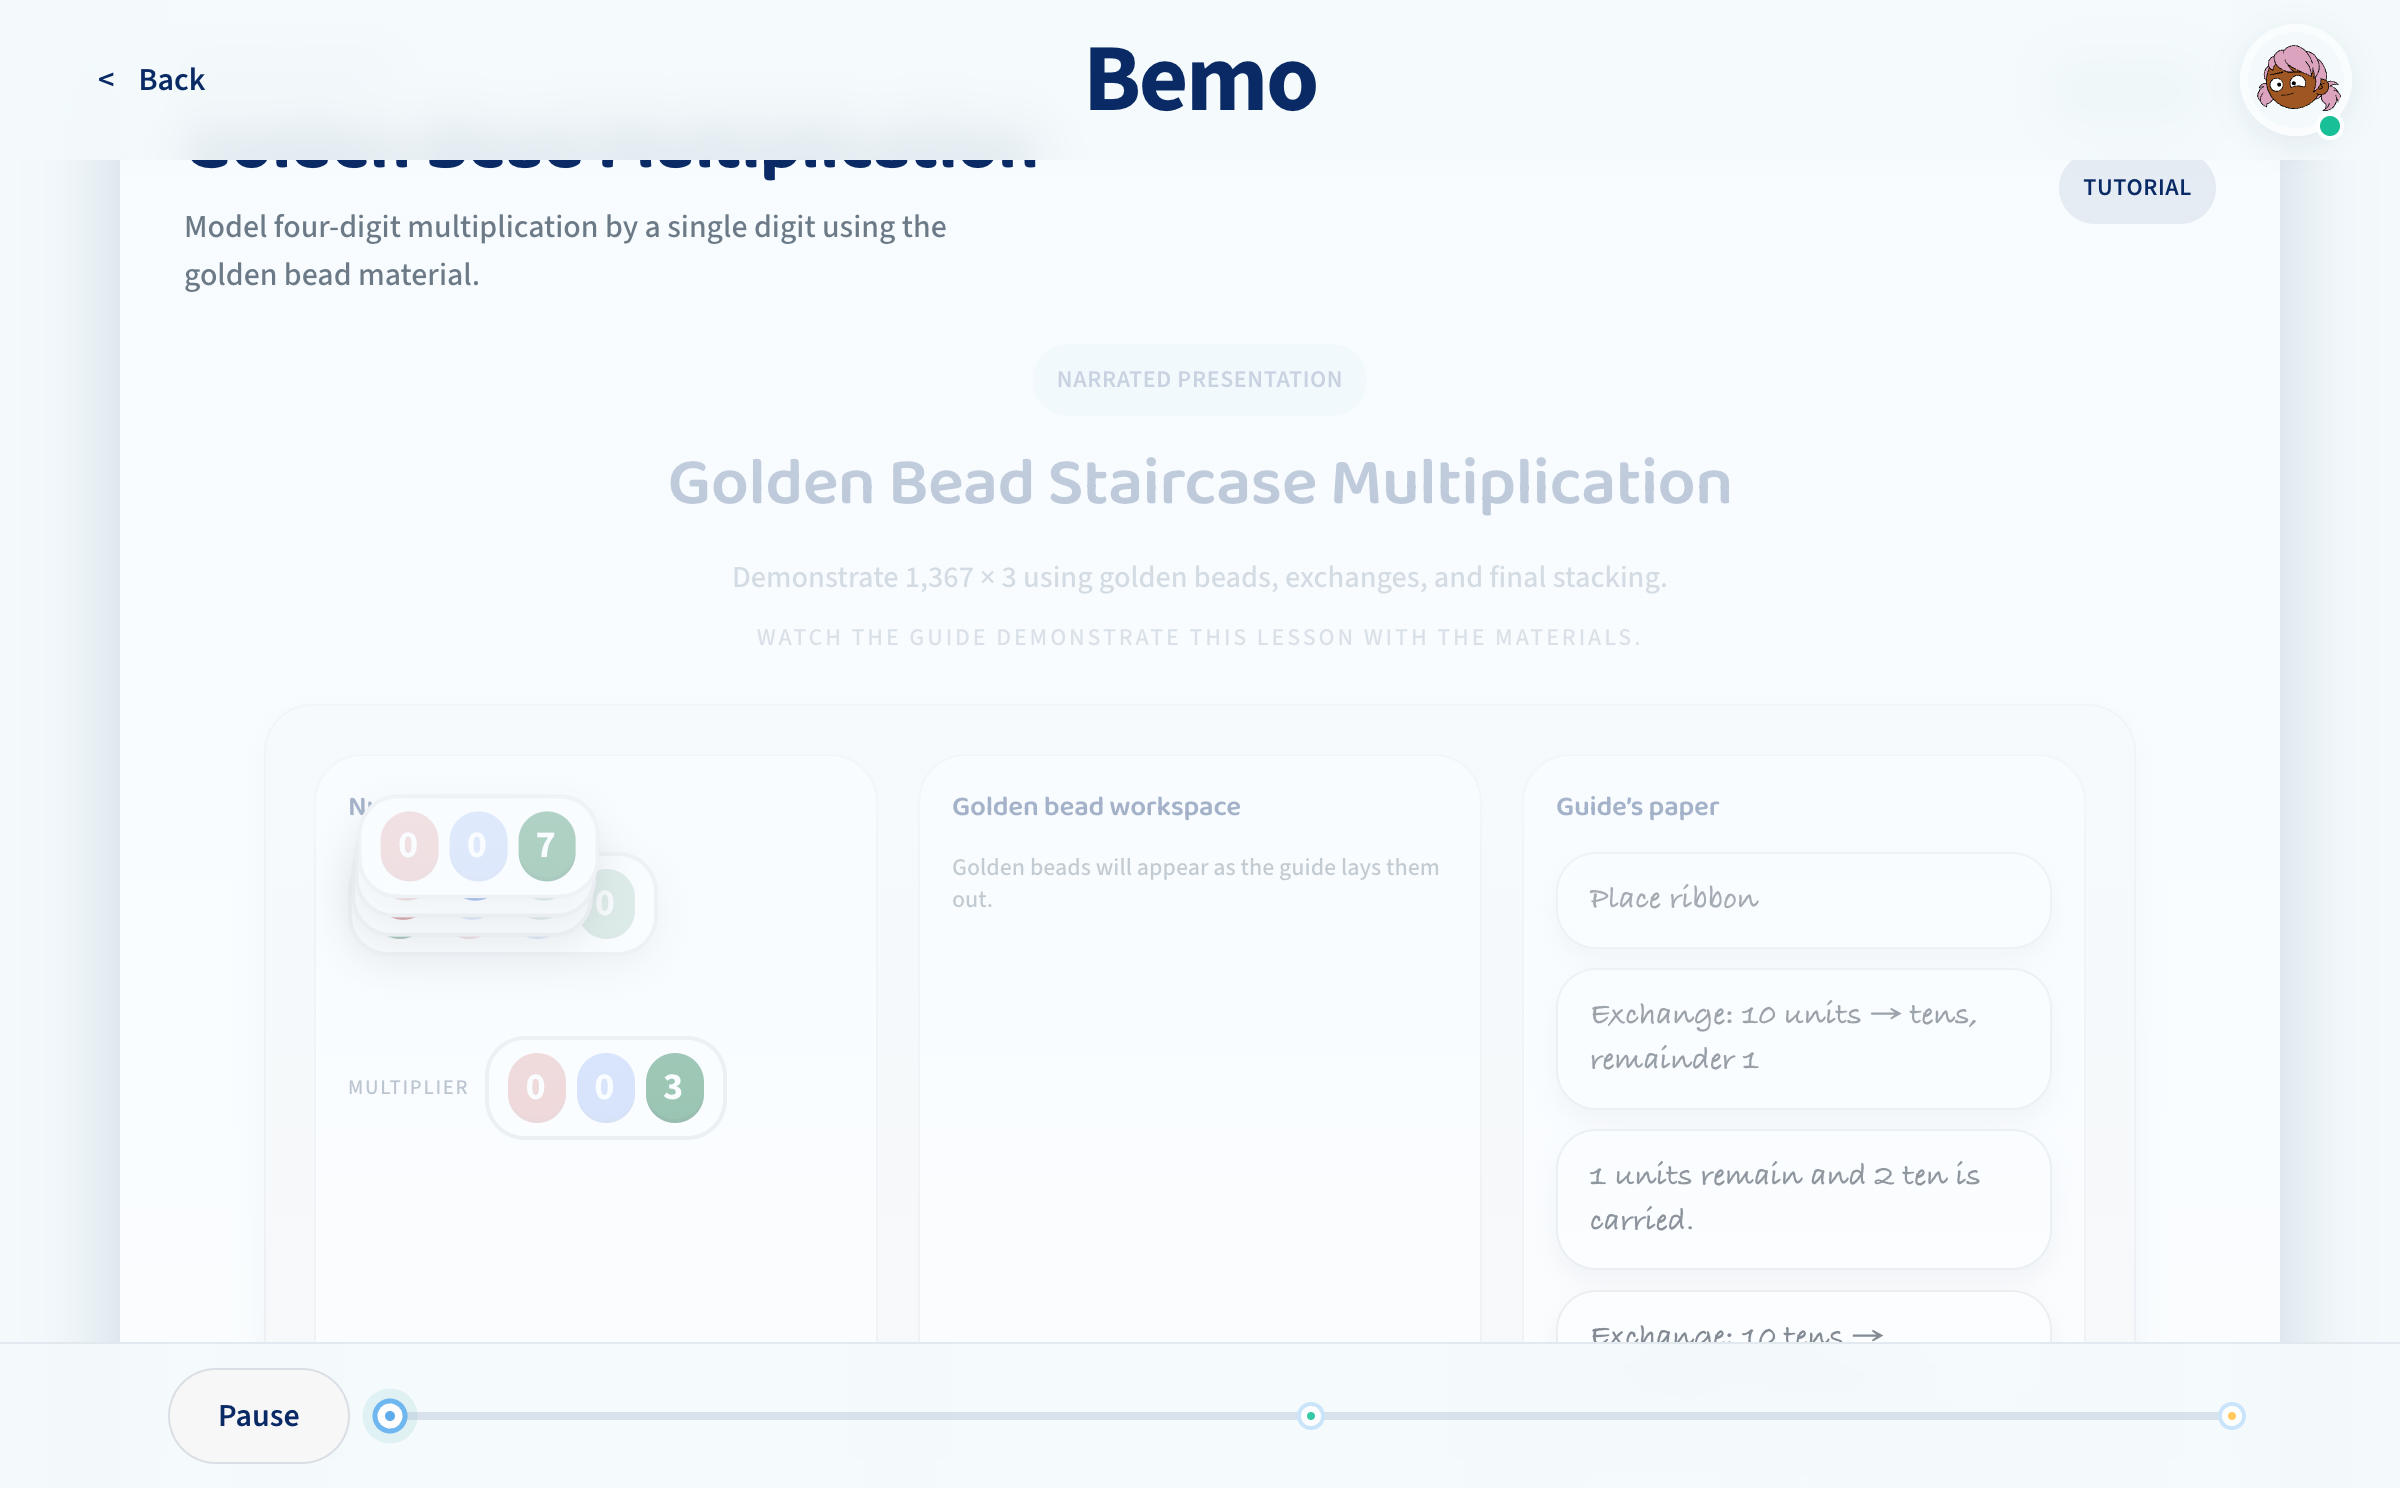 < Back
Bemo
Golden Bead Multiplication
TUTORIAL
Model four-digit multiplication by a single digit using the
golden bead material.
NARRATED PRESENTATION
Golden Bead Staircase Multiplication
Demonstrate 1,367 × 3 using golden beads, exchanges, and final stacking.
WATCH THE GUIDE DEMONSTRATE THIS LESSON WITH THE MATERIALS.
0 0 7
0
MULTIPLIER
0 0 3
Golden bead workspace
Golden beads will appear as the guide lays them
out.
Guide's paper
Place ribbon
Exchange: 10 units → tens,
remainder 1
1 units remain and 2 ten is
carried.
Exchange: 10 tens →
Pause